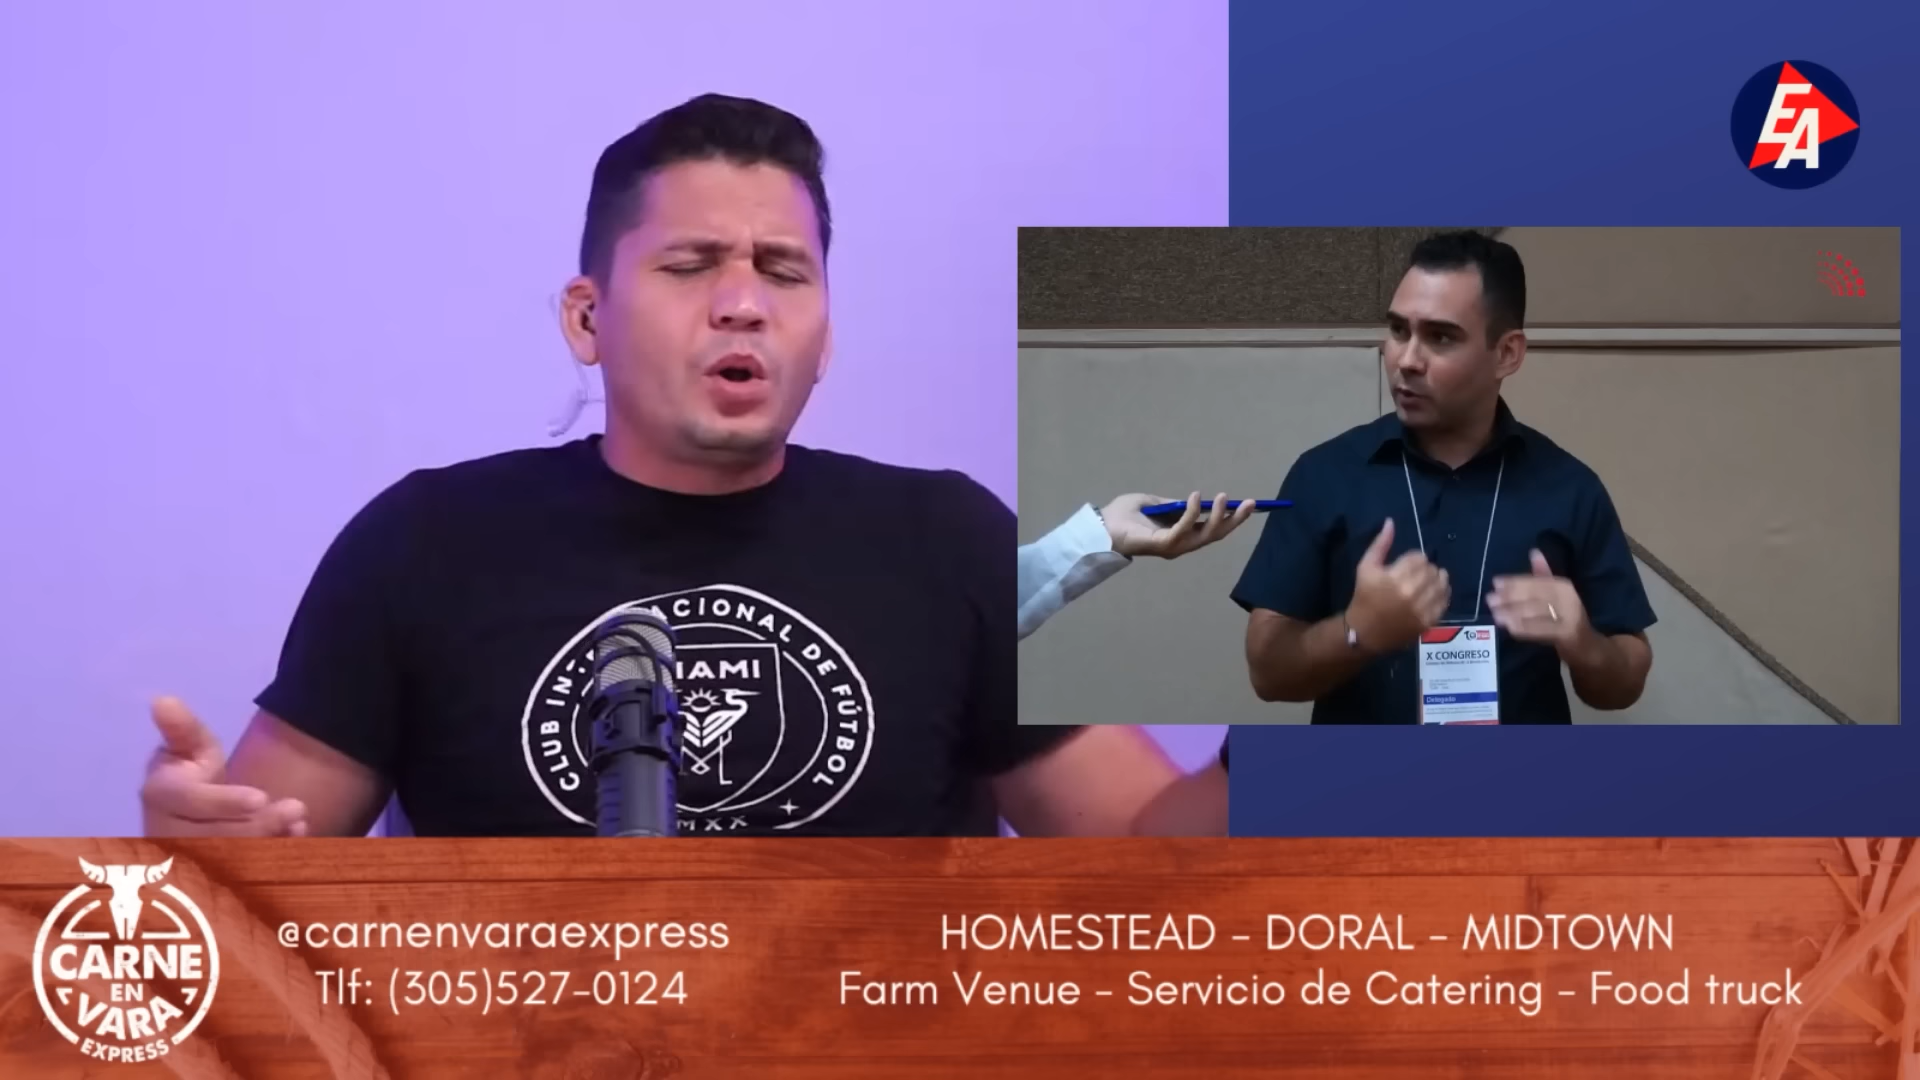 EA
CLUB INTERNACIONAL DE FÚTBOL
MIAMI
MMXX
X CONGRESO
Delegado
CARNE
EN
VARA
EXPRESS
@carnenvaraexpress
Tlf: (305)527-0124
HOMESTEAD - DORAL - MIDTOWN
Farm Venue - Servicio de Catering - Food truck